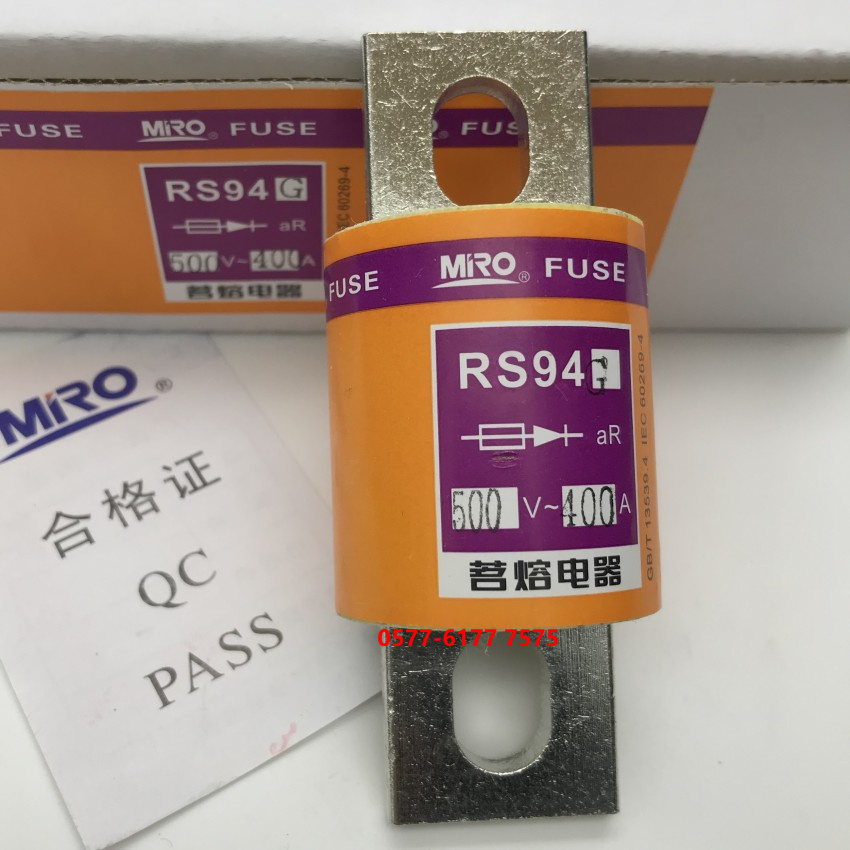 FUSE MiRO® FUSE FUS
RS94 G
aR
500 V~ 400 A
茗熔电器
IEC 60269-4
MiRO®
合格证
QC
PASS
FUSE MiRO® FUSE
RS94 G
aR
500 V~ 400 A
茗熔电器
GB/T 13539.4 IEC 60269-4
0577-6177 7575